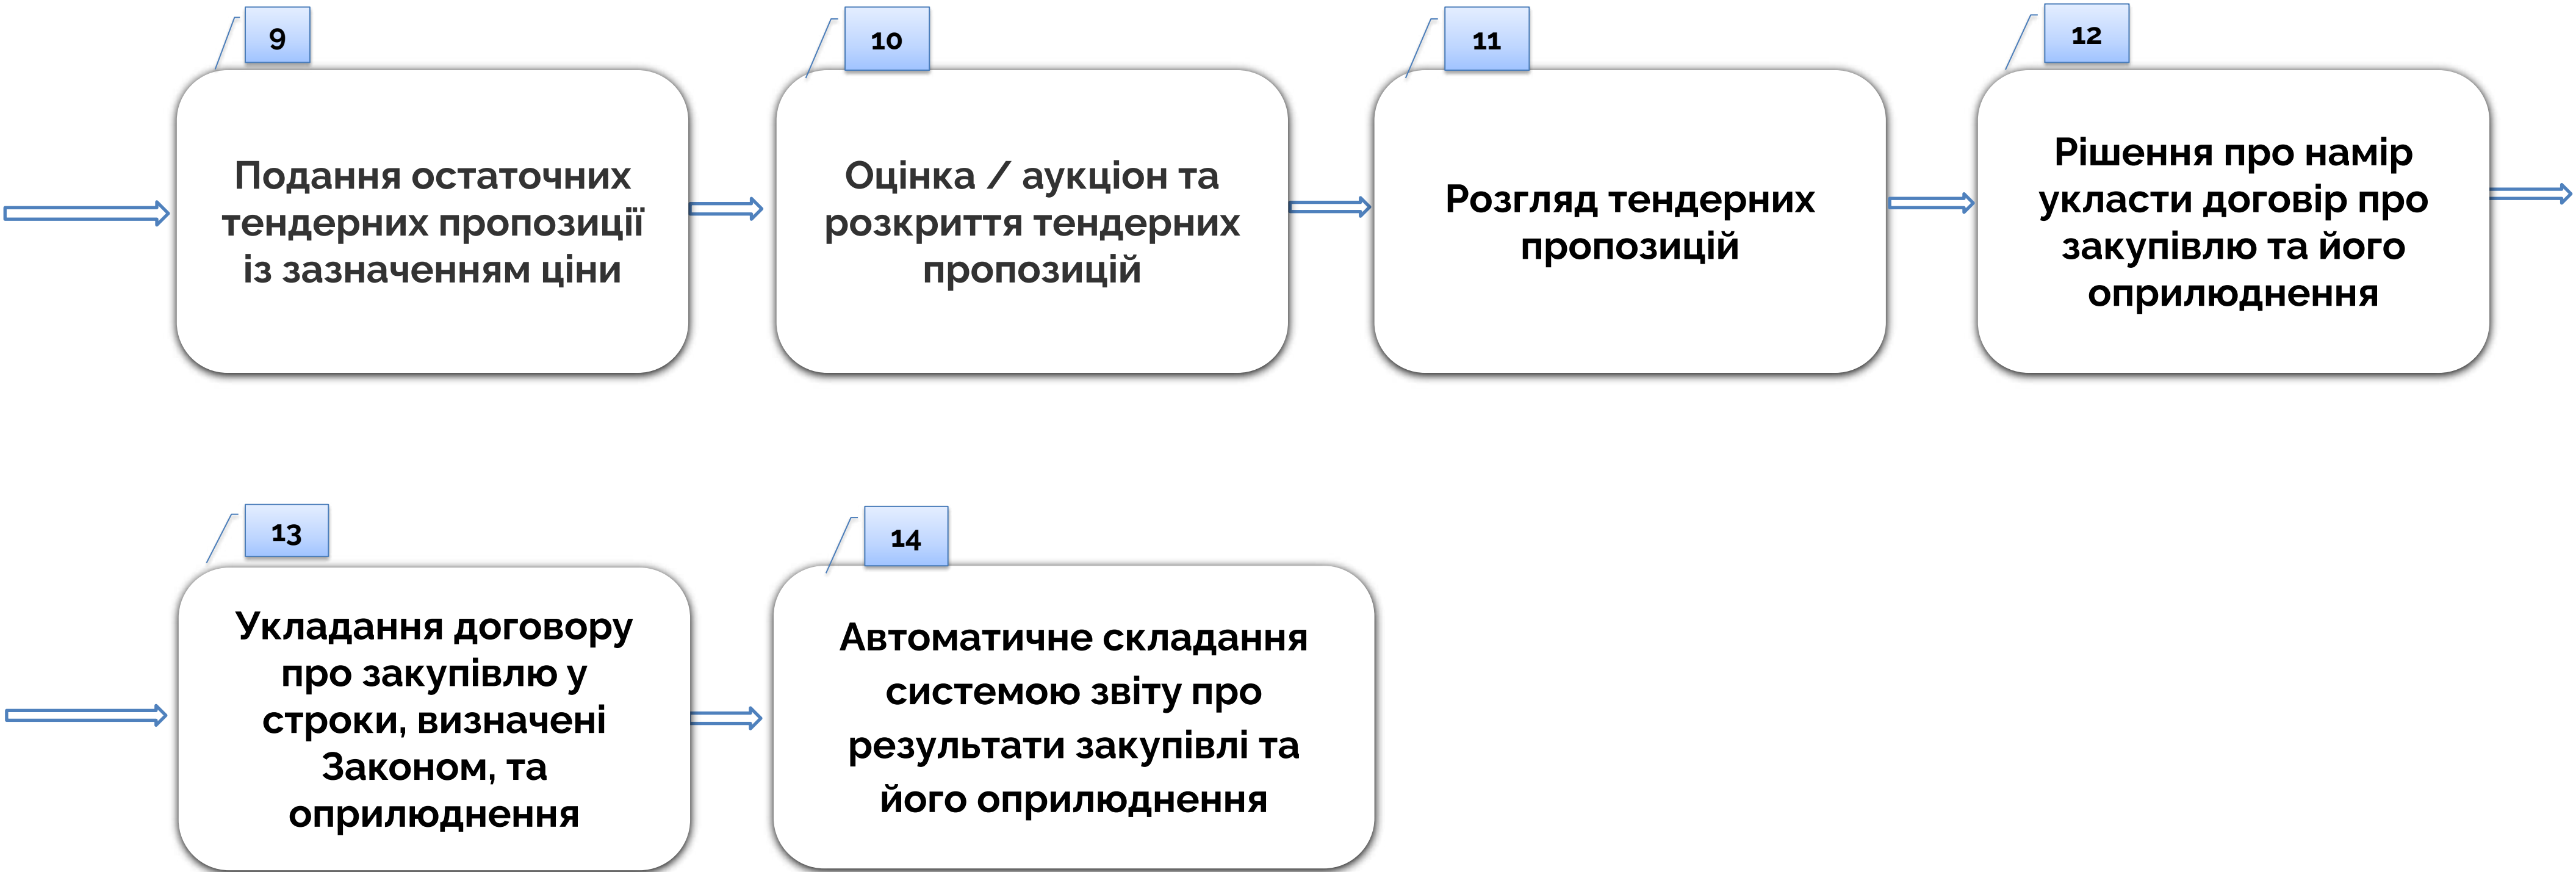 9
Подання остаточних
тендерних пропозиції
із зазначенням ціни
10
Оцінка / аукціон та
розкриття тендерних
пропозицій
11
Розгляд тендерних
пропозицій
12
Рішення про намір
укласти договір про
закупівлю та його
оприлюднення
13
Укладання договору
про закупівлю у
строки, визначені
Законом, та
оприлюднення
14
Автоматичне складання
системою звіту про
результати закупівлі та
його оприлюднення